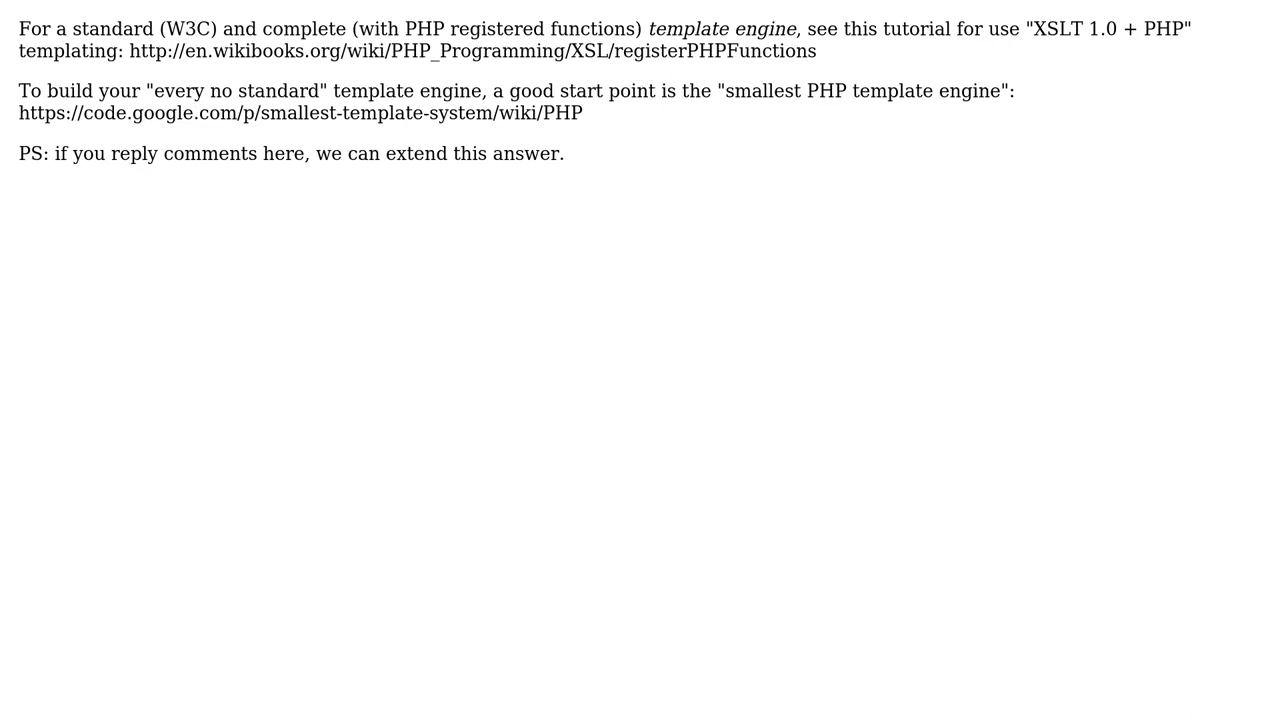 For a standard (W3C) and complete (with PHP registered functions) template engine, see this tutorial for use "XSLT 1.0 + PHP"
templating: http://en.wikibooks.org/wiki/PHP_Programming/XSL/registerPHPFunctions
To build your "every no standard" template engine, a good start point is the "smallest PHP template engine":
https://code.google.com/p/smallest-template-system/wiki/PHP
PS: if you reply comments here, we can extend this answer.